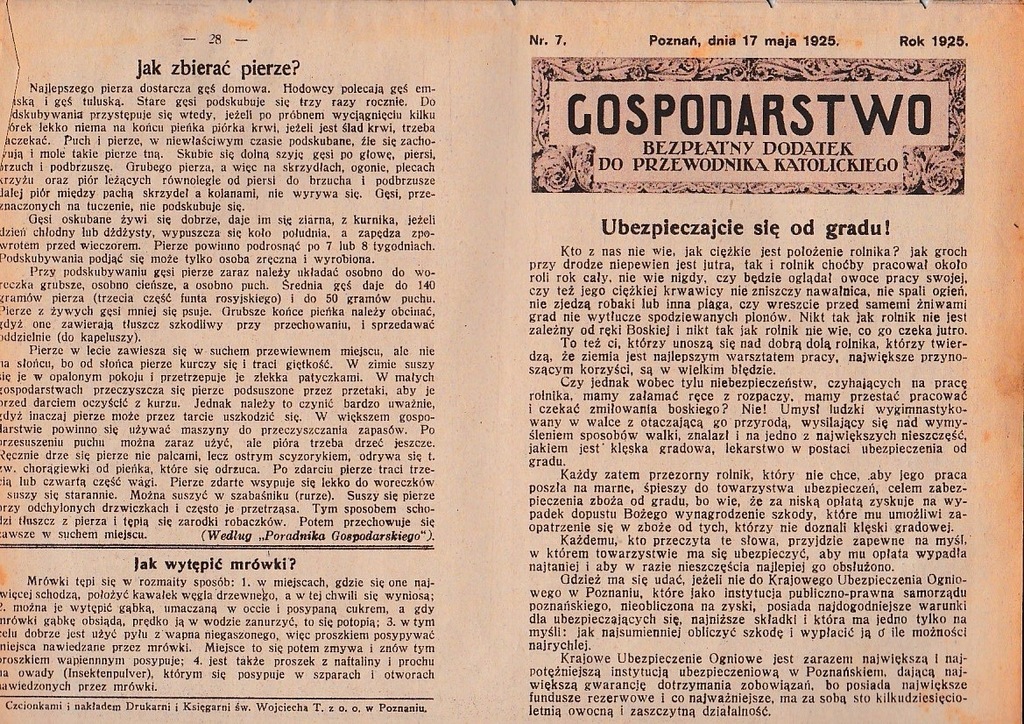 — 28 —
Jak zbierać pierze?
Najlepszego pierza dostarcza gęś domowa. Hodowcy polecają gęś em-
ska i gęś tuluska. Stare gęsi podskubuje się trzy razy rocznie. Do
dskubywania przystępuje się wtedy, jeżeli po próbnem wyciągnięciu kilku
órek lekko niema na końcu pieńka piórka krwi, jeżeli jest ślad krwi, trzeba
aczekać. Puch i pierze, w niewłaściwym czasie podskubane, źle się zacho-
ują i mole takie pierze tną. Skubie się dolną szyję gęsi po głowę, piersi,
rzuch i podbrzuszę. Grubego pierza, a więc na skrzydłach, ogonie, plecach
krzyżu oraz piór leżących równolegle od piersi do brzucha i podbrzusze
dalej piór między pachą skrzydeł a kolanami, nie wyrywa się. Gęsi, prze-
znaczonych na tuczenie, nie podskubuje się.
Gęsi oskubane żywi się dobrze, daje im się ziarna, z kurnika, jeżeli
dzień chłodny lub dżdżysty, wypuszcza się koło południa, a zapędza zpo-
wrotem przed wieczorem. Pierze powinno podrosnąć po 7 lub 8 tygodniach.
Podskubywania podjąć się może tylko osoba zręczna i wyrobiona.
Przy podskubywaniu gęsi pierze zaraz należy układać osobno do wo-
reczka grubsze, osobno cieńsze, a osobno puch. Średnia gęś daje do 140
gramów pierza (trzecia część funta rosyjskiego) i do 50 gramów puchu.
Pierze z żywych gęsi mniej się psuje. Grubsze końce pieńka należy obcinać,
gdyż one zawierają tłuszcz szkodliwy przy przechowaniu, i sprzedawać
oddzielnie (do kapeluszy).
Pierze w lecie zawiesza się w suchem przewiewnem miejscu, ale nie
na słońcu, bo od słońca pierze kurczy się i traci giętkość. W zimie suszy
się je w opalonym pokoju i przetrzepuje je zlekka patyczkami. W małych
gospodarstwach przeczyszcza się pierze podsuszone przez przetaki, aby je
przed darciem oczyścić z kurzu. Jednak należy to czynić bardzo uważnie,
gdyż inaczej pierze może przez tarcie uszkodzić się. W większem gospo-
darstwie powinno się używać maszyny do przeczyszczania zapasów. Po
przesuszeniu puchu można zaraz użyć, ale pióra trzeba drzeć jeszcze.
Ręcznie drze się pierze nie palcami, lecz ostrym scyzorykiem, odrywa się t.
zw. chorągiewki od pieńka, które się odrzuca. Po zdarciu pierze traci trze-
cią lub czwartą część wagi. Pierze zdarte wsypuje się lekko do woreczków
suszy się starannie. Można suszyć w szabaśniku (rurze). Suszy się pierze
przy odchylonych drzwiczkach i często je przetrząsa. Tym sposobem scho-
dzi tłuszcz z pierza i tępią się zarodki robaczków. Potem przechowuje się
zawsze w suchem miejscu. (Według „Poradnika Gospodarskiego“).
Jak wytępić mrówki?
Mrówki tępi się w rozmaity sposób: 1. w miejscach, gdzie się one naj-
więcej schodzą, położyć kawałek węgla drzewnego, a w tej chwili się wyniosą;
2. można je wytępić gąbką, umaczaną w occie i posypaną cukrem, a gdy
mrówki gąbkę obsiądą, prędko ją w wodzie zanurzyć, to się potopią; 3. w tym
celu dobrze jest użyć pyłu z wapna niegaszonego, więc proszkiem posypywać
miejsca nawiedzane przez mrówki. Miejsce to się potem zmywa i znów tym
proszkiem wapiennnym posypuje; 4. jest także proszek z naftaliny i prochu
na owady (Insektenpulver), którym się posypuje w szparach i otworach
nawiedzonych przez mrówki.
Czcionkami i nakładem Drukarni i Księgarni św. Wojciecha T. z o. o. w Poznaniu.
Nr. 7. Poznań, dnia 17 maja 1925. Rok 1925.
GOSPODARSTWO
BEZPŁATNY DODATEK
DO PRZEWODNIKA KATOLICKIEGO
Ubezpieczajcie się od gradu!
Kto z nas nie wie, jak ciężkie jest położenie rolnika? jak groch
przy drodze niepewien jest jutra, tak i rolnik choćby pracował około
roli rok cały, nie wie nigdy, czy będzie oglądał owoce pracy swojej,
czy też jego ciężkiej krwawicy nie zniszczy nawałnica, nie spali ogień,
nie zjedzą robaki lub inna plaga, czy wreszcie przed samemi żniwami
grad nie wytłucze spodziewanych plonów. Nikt tak jak rolnik nie jest
zależny od ręki Boskiej i nikt tak jak rolnik nie wie, co go czeka jutro.
To też ci, którzy unoszą się nad dobrą dolą rolnika, którzy twier-
dzą, że ziemia jest najlepszym warsztatem pracy, największe przyno-
szącym korzyści, są w wielkim błędzie.
Czy jednak wobec tylu niebezpieczeństw, czyhających na pracę
rolnika, mamy załamać ręce z rozpaczy, mamy przestać pracować
i czekać zmiłowania boskiego? Nie! Umysł ludzki wygimnastyko-
wany w walce z otaczającą go przyrodą, wysilający się nad wymy-
śleniem sposobów walki, znalazł i na jedno z największych nieszczęść,
jakiem jest klęska gradowa, lekarstwo w postaci ubezpieczenia od
gradu.
Każdy zatem przezorny rolnik, który nie chce, aby jego praca
poszła na marne, śpieszy do towarzystwa ubezpieczeń, celem zabez-
pieczenia zboża od gradu, bo wie, że za niską opłatą zyskuje na wy-
padek dopustu Bożego wynagrodzenie szkody, które mu umożliwi za-
opatrzenie się w zboże od tych, którzy nie doznali klęski gradowej.
Każdemu, kto przeczyta te słowa, przyjdzie zapewne na myśl,
w którem towarzystwie ma się ubezpieczyć, aby mu opłata wypadła
najtaniej i aby w razie nieszczęścia najlepiej go obsłużono.
Gdzież ma się udać, jeżeli nie do Krajowego Ubezpieczenia Ognio-
wego w Poznaniu, które jako instytucja publiczno-prawna samorządu
poznańskiego, nieobliczona na zyski, posiada najdogodniejsze warunki
dla ubezpieczających się, najniższe składki i która ma jedno tylko na
myśli: jak najsumienniej obliczyć szkodę i wypłacić ją o ile możności
najrychlej.
Krajowe Ubezpieczenie Ogniowe jest zarazem największą i naj-
potężniejszą instytucją ubezpieczeniową w Poznańskiem, dającą naj-
większą gwarancję dotrzymania zobowiązań, bo posiada największe
fundusze rezerwowe i co najważniejsze, ma za sobą sto kilkudziesięcio-
letnią owocną i zaszczytną działalność.